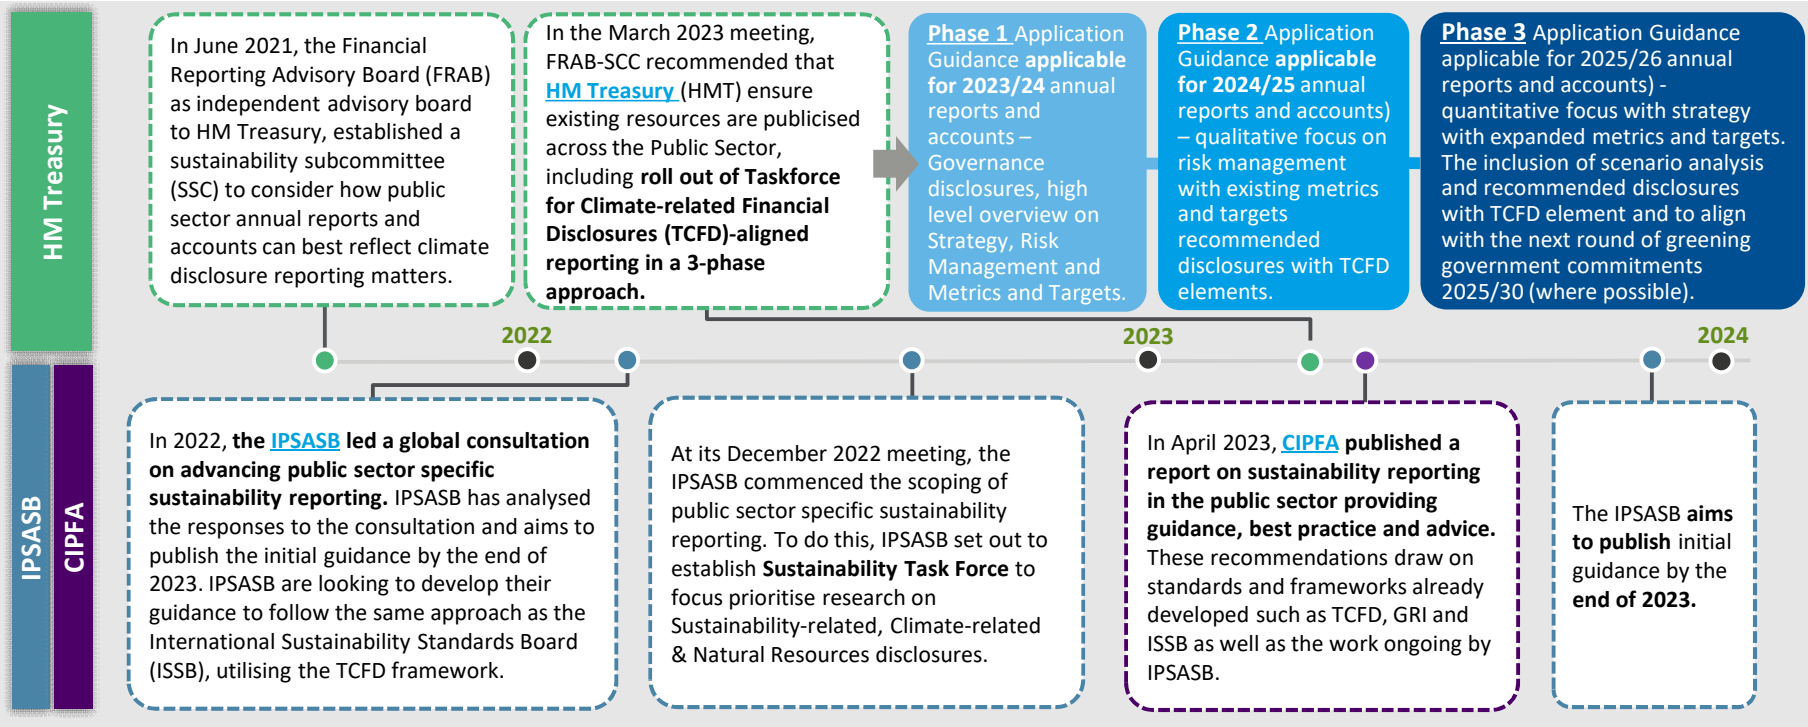 HM Treasury
In June 2021, the Financial
Reporting Advisory Board (FRAB)
as independent advisory board
to HM Treasury, established a
sustainability subcommittee
(SSC) to consider how public
sector annual reports and
accounts can best reflect climate
disclosure reporting matters.
In the March 2023 meeting,
FRAB-SCC recommended that
HM Treasury (HMT) ensure
existing resources are publicised
across the Public Sector,
including roll out of Taskforce
for Climate-related Financial
Disclosures (TCFD)-aligned
reporting in a 3-phase
approach.
Phase 1 Application
Guidance applicable
for 2023/24 annual
reports and
accounts –
Governance
disclosures, high
level overview on
Strategy, Risk
Management and
Metrics and Targets.
Phase 2 Application
Guidance applicable
for 2024/25 annual
reports and accounts)
– qualitative focus on
risk management
with existing metrics
and targets
recommended
disclosures with TCFD
elements.
Phase 3 Application Guidance
applicable for 2025/26 annual
reports and accounts) -
quantitative focus with strategy
with expanded metrics and targets.
The inclusion of scenario analysis
and recommended disclosures
with TCFD element and to align
with the next round of greening
government commitments
2025/30 (where possible).
2022
2023
2024
IPSASB
CIPFA
In 2022, the IPSASB led a global consultation
on advancing public sector specific
sustainability reporting. IPSASB has analysed
the responses to the consultation and aims to
publish the initial guidance by the end of
2023. IPSASB are looking to develop their
guidance to follow the same approach as the
International Sustainability Standards Board
(ISSB), utilising the TCFD framework.
At its December 2022 meeting, the
IPSASB commenced the scoping of
public sector specific sustainability
reporting. To do this, IPSASB set out to
establish Sustainability Task Force to
focus prioritise research on
Sustainability-related, Climate-related
& Natural Resources disclosures.
In April 2023, CIPFA published a
report on sustainability reporting
in the public sector providing
guidance, best practice and advice.
These recommendations draw on
standards and frameworks already
developed such as TCFD, GRI and
ISSB as well as the work ongoing by
IPSASB.
The IPSASB aims
to publish initial
guidance by the
end of 2023.